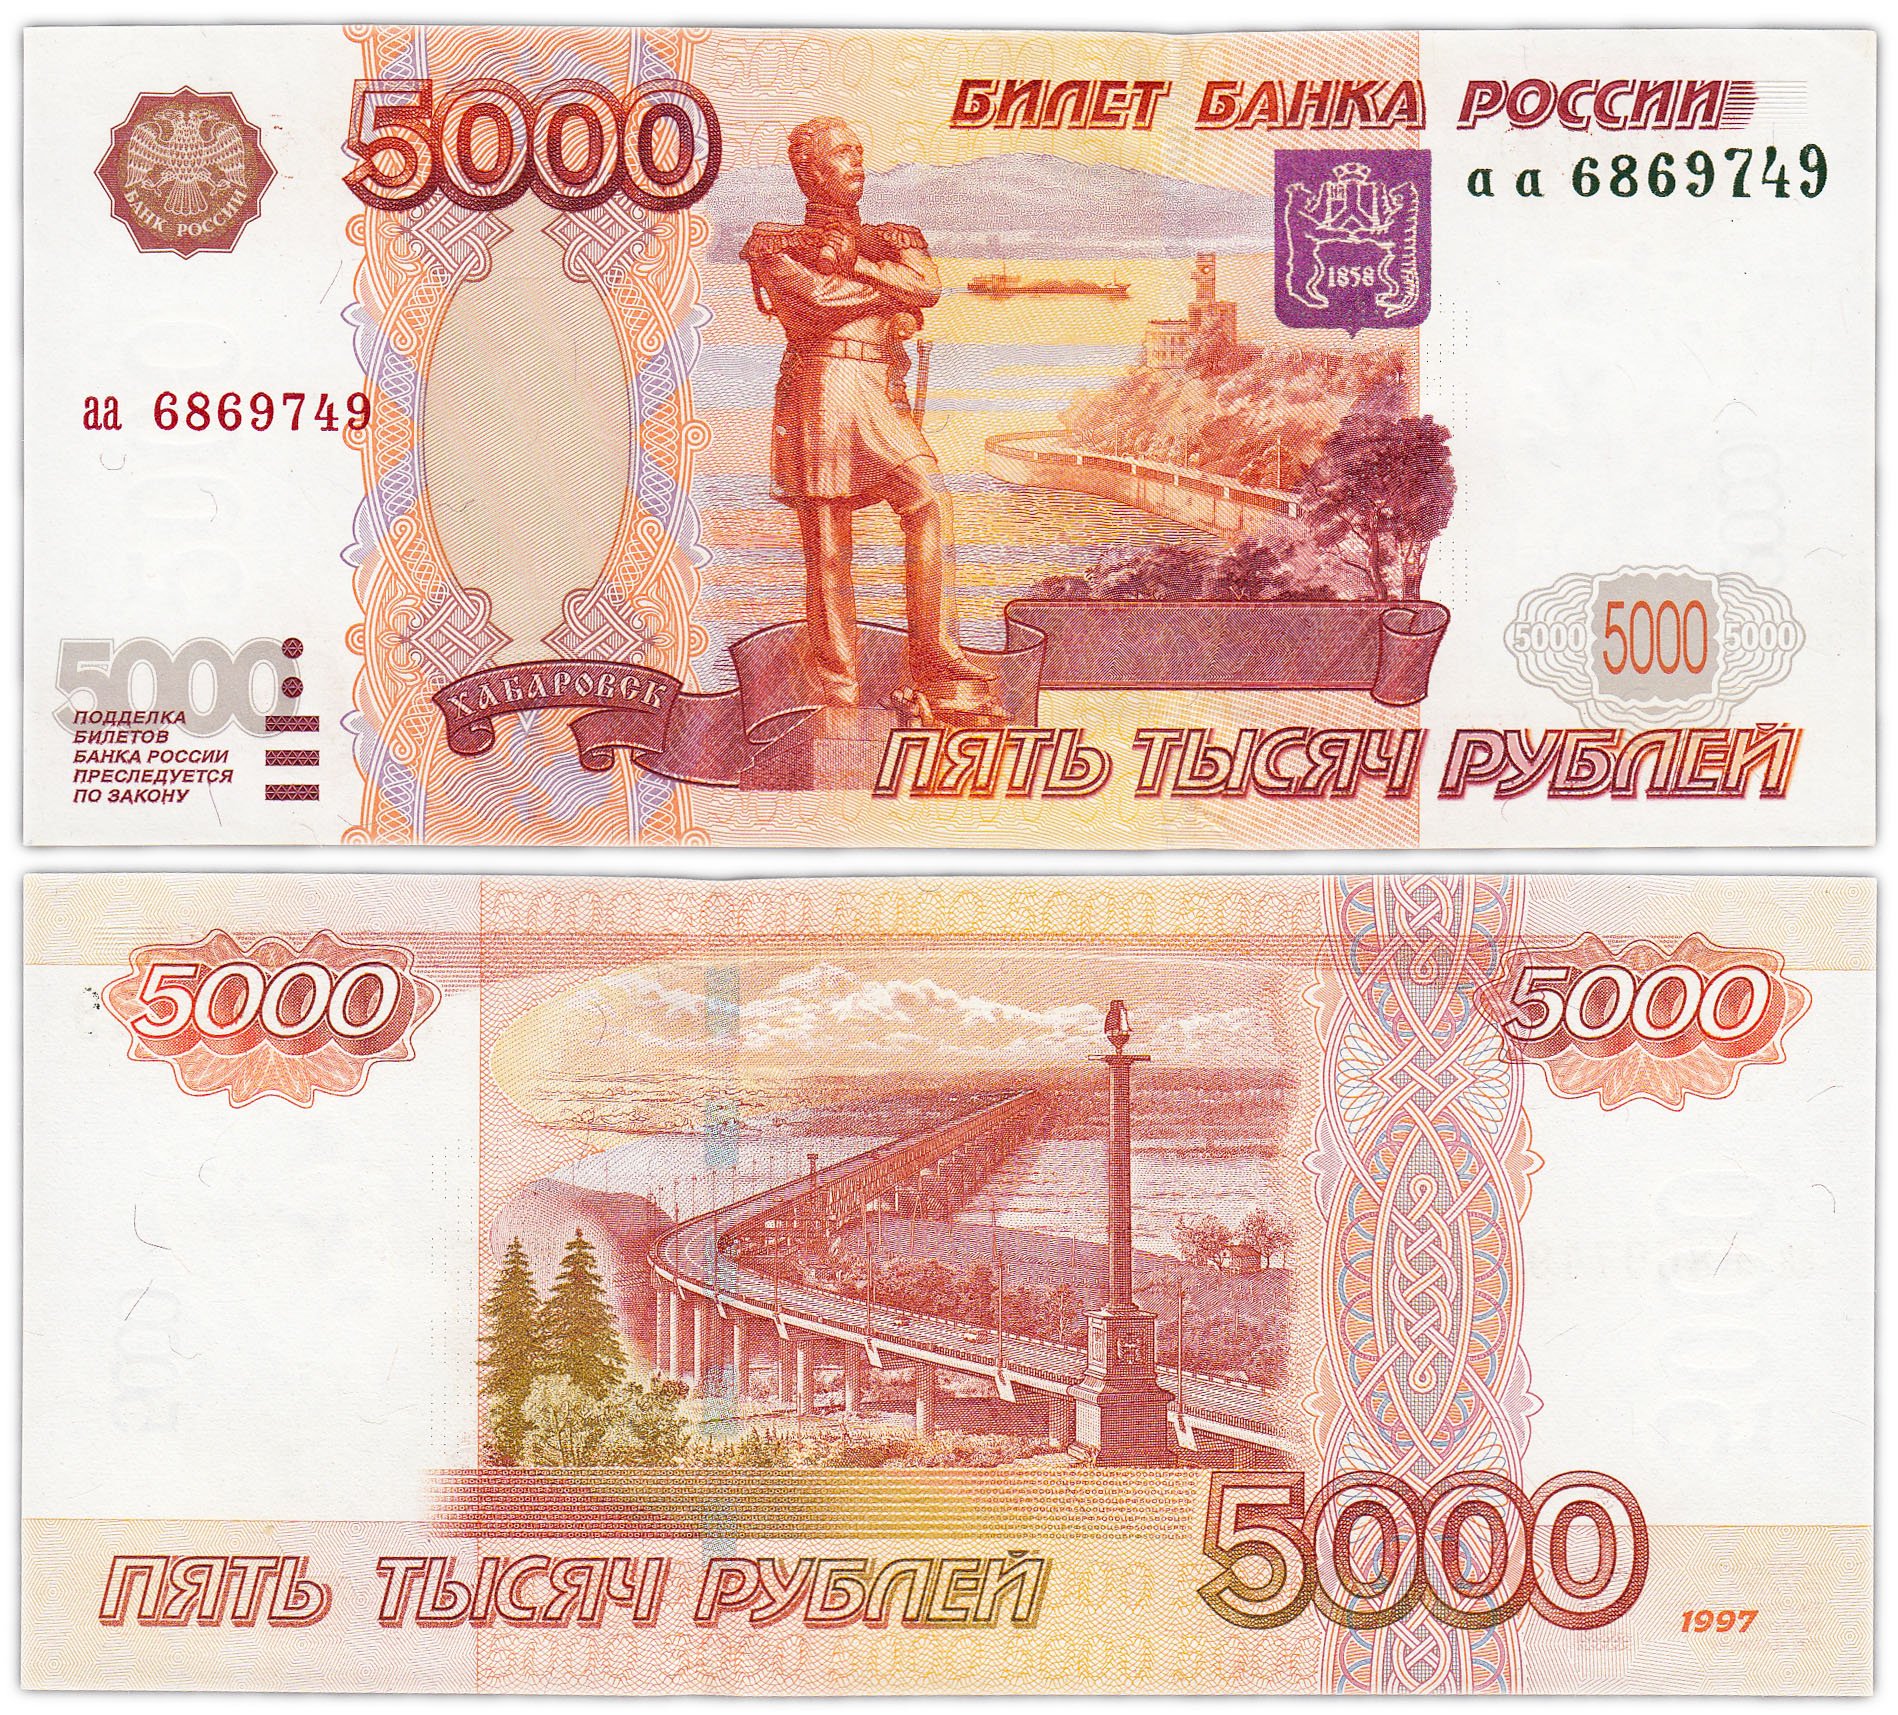 5000
БИЛЕТ БАНКА РОССИИ
БАНК РОССИИ
аа 6869749
1858
аа 6869749
5000
5000 5000 5000
ХАБАРОВСК
ПОДДЕЛКА
БИЛЕТОВ
БАНКА РОССИИ
ПРЕСЛЕДУЕТСЯ
ПО ЗАКОНУ
ПЯТЬ ТЫСЯЧ РУБЛЕЙ
5000
5000
ПЯТЬ ТЫСЯЧ РУБЛЕЙ
5000
1997